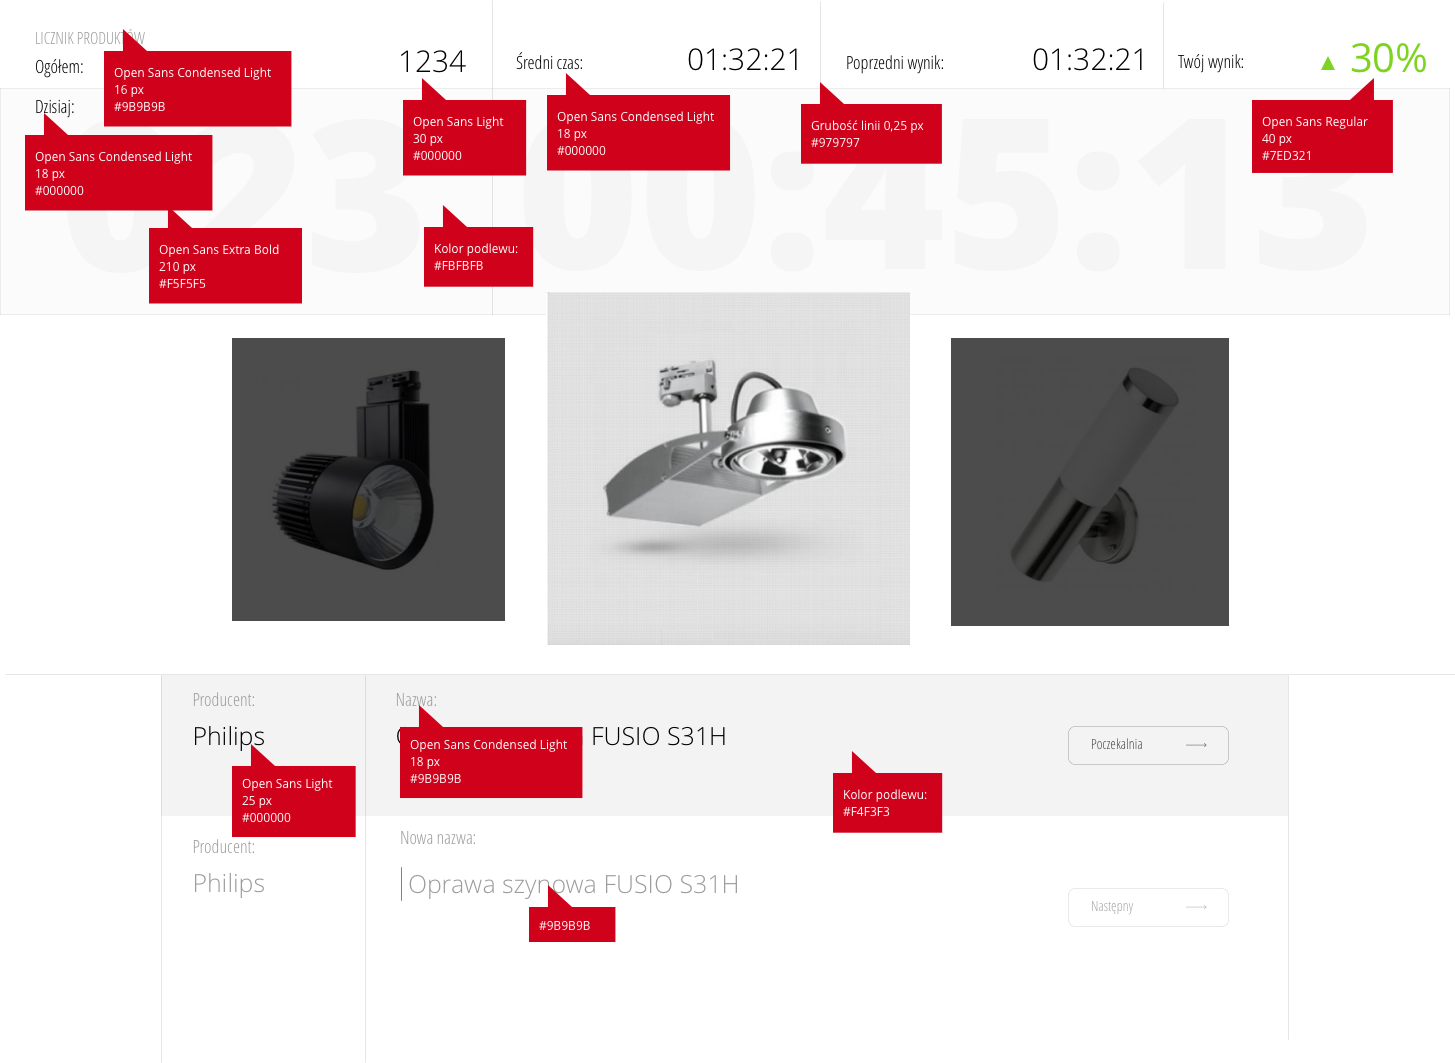 LICZNIK PRODUKTÓW
Ogółem:
1234
Średni czas:
01:32:21
Poprzedni wynik:
01:32:21
Twój wynik:
▲ 30%
Open Sans Condensed Light
16 px
#9B9B9B
Dzisiaj:
Open Sans Condensed Light
18 px
#000000
Open Sans Light
30 px
#000000
Open Sans Condensed Light
18 px
#000000
Grubość linii 0,25 px
#979797
Open Sans Regular
40 px
#7ED321
023
00:45:13
Open Sans Extra Bold
210 px
#F5F5F5
Kolor podlewu:
#FBFBFB
Producent:
Philips
Nazwa:
FUSIO S31H
Open Sans Condensed Light
18 px
#9B9B9B
Poczekalnia
Open Sans Light
25 px
#000000
Kolor podlewu:
#F4F3F3
Producent:
Philips
Nowa nazwa:
Oprawa szynowa FUSIO S31H
#9B9B9B
Następny